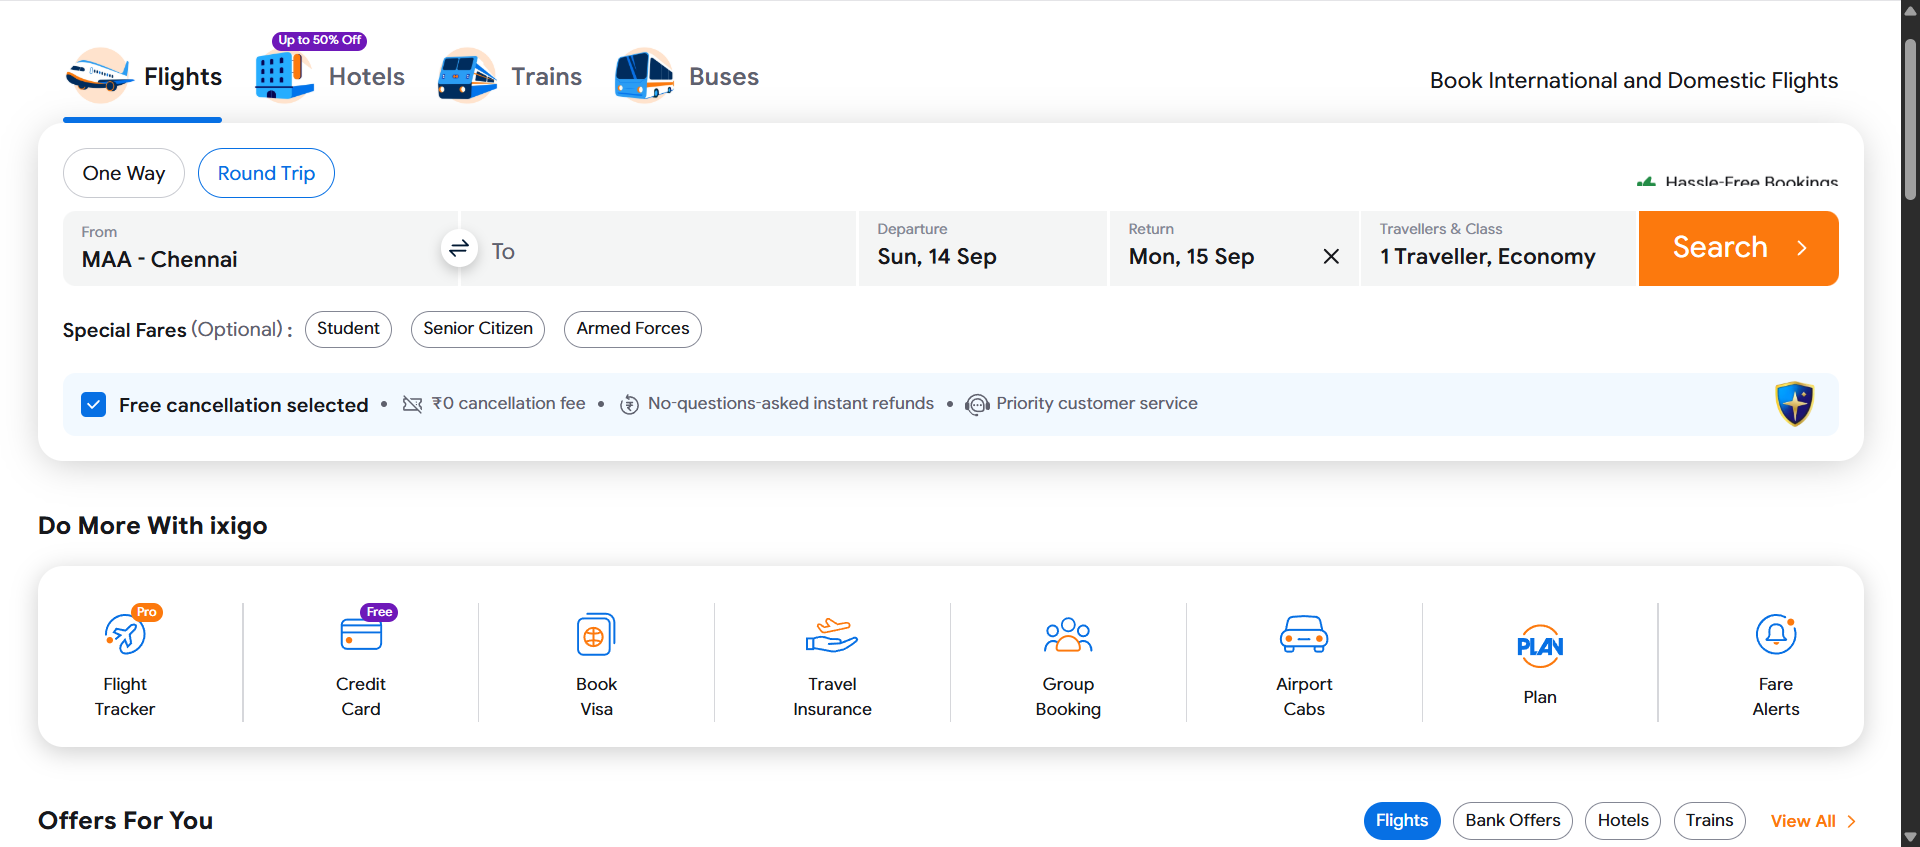 Up to 50% Off
Flights
Hotels
Trains
Buses
Book International and Domestic Flights
One Way
Round Trip
Hassle-Free Bookings
From
MAA - Chennai
To
Departure
Sun, 14 Sep
Return
Mon, 15 Sep
Travellers & Class
1 Traveller, Economy
Search
Special Fares (Optional) :
Student
Senior Citizen
Armed Forces
Free cancellation selected • ₹0 cancellation fee • No-questions-asked instant refunds • Priority customer service
Do More With ixigo
Pro
Flight
Tracker
Free
Credit
Card
Book
Visa
Travel
Insurance
Group
Booking
Airport
Cabs
PLAN
Plan
Fare
Alerts
Offers For You
Flights
Bank Offers
Hotels
Trains
View All